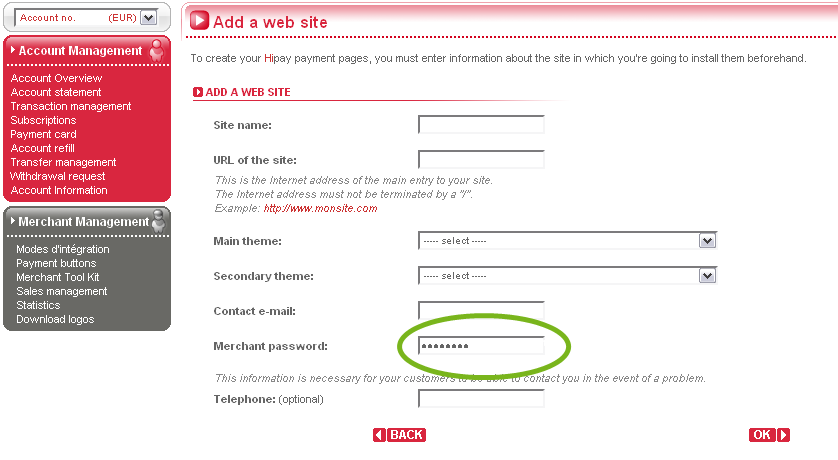 Account no. (EUR)
Account Management
Account Overview
Account statement
Transaction management
Subscriptions
Payment card
Account refill
Transfer management
Withdrawal request
Account Information
Merchant Management
Modes d'intégration
Payment buttons
Merchant Tool Kit
Sales management
Statistics
Download logos
Add a web site
To create your Hipay payment pages, you must enter information about the site in which you're going to install them beforehand.
ADD A WEB SITE
Site name:
URL of the site:
This is the Internet address of the main entry to your site.
The Internet address must not be terminated by a "/".
Example: http://www.monsite.com
Main theme: ----- select -----
Secondary theme: ----- select -----
Contact e-mail:
Merchant password: ••••••••
This information is necessary for your customers to be able to contact you in the event of a problem.
Telephone: (optional)
BACK OK